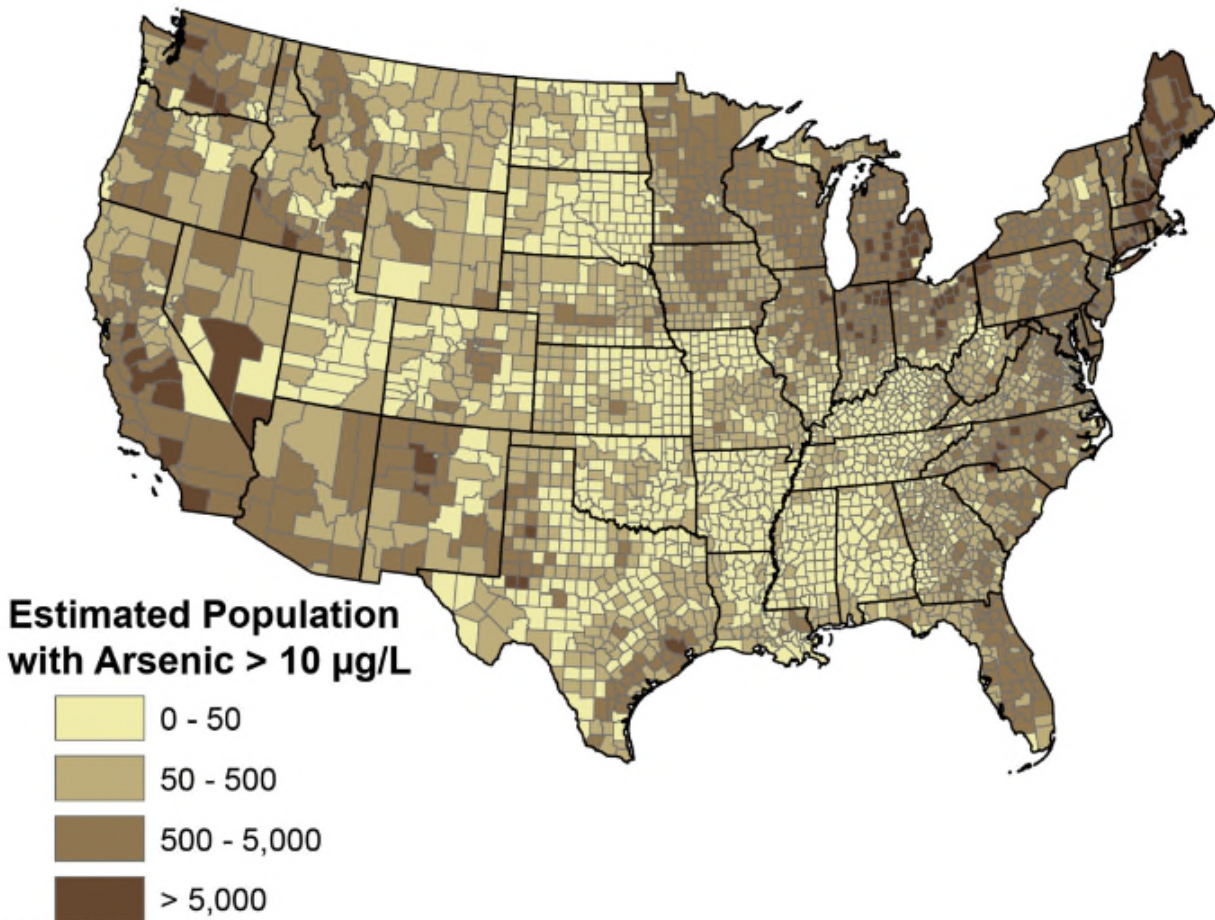 Estimated Population
with Arsenic > 10 µg/L
0 - 50
50 - 500
500 - 5,000
> 5,000